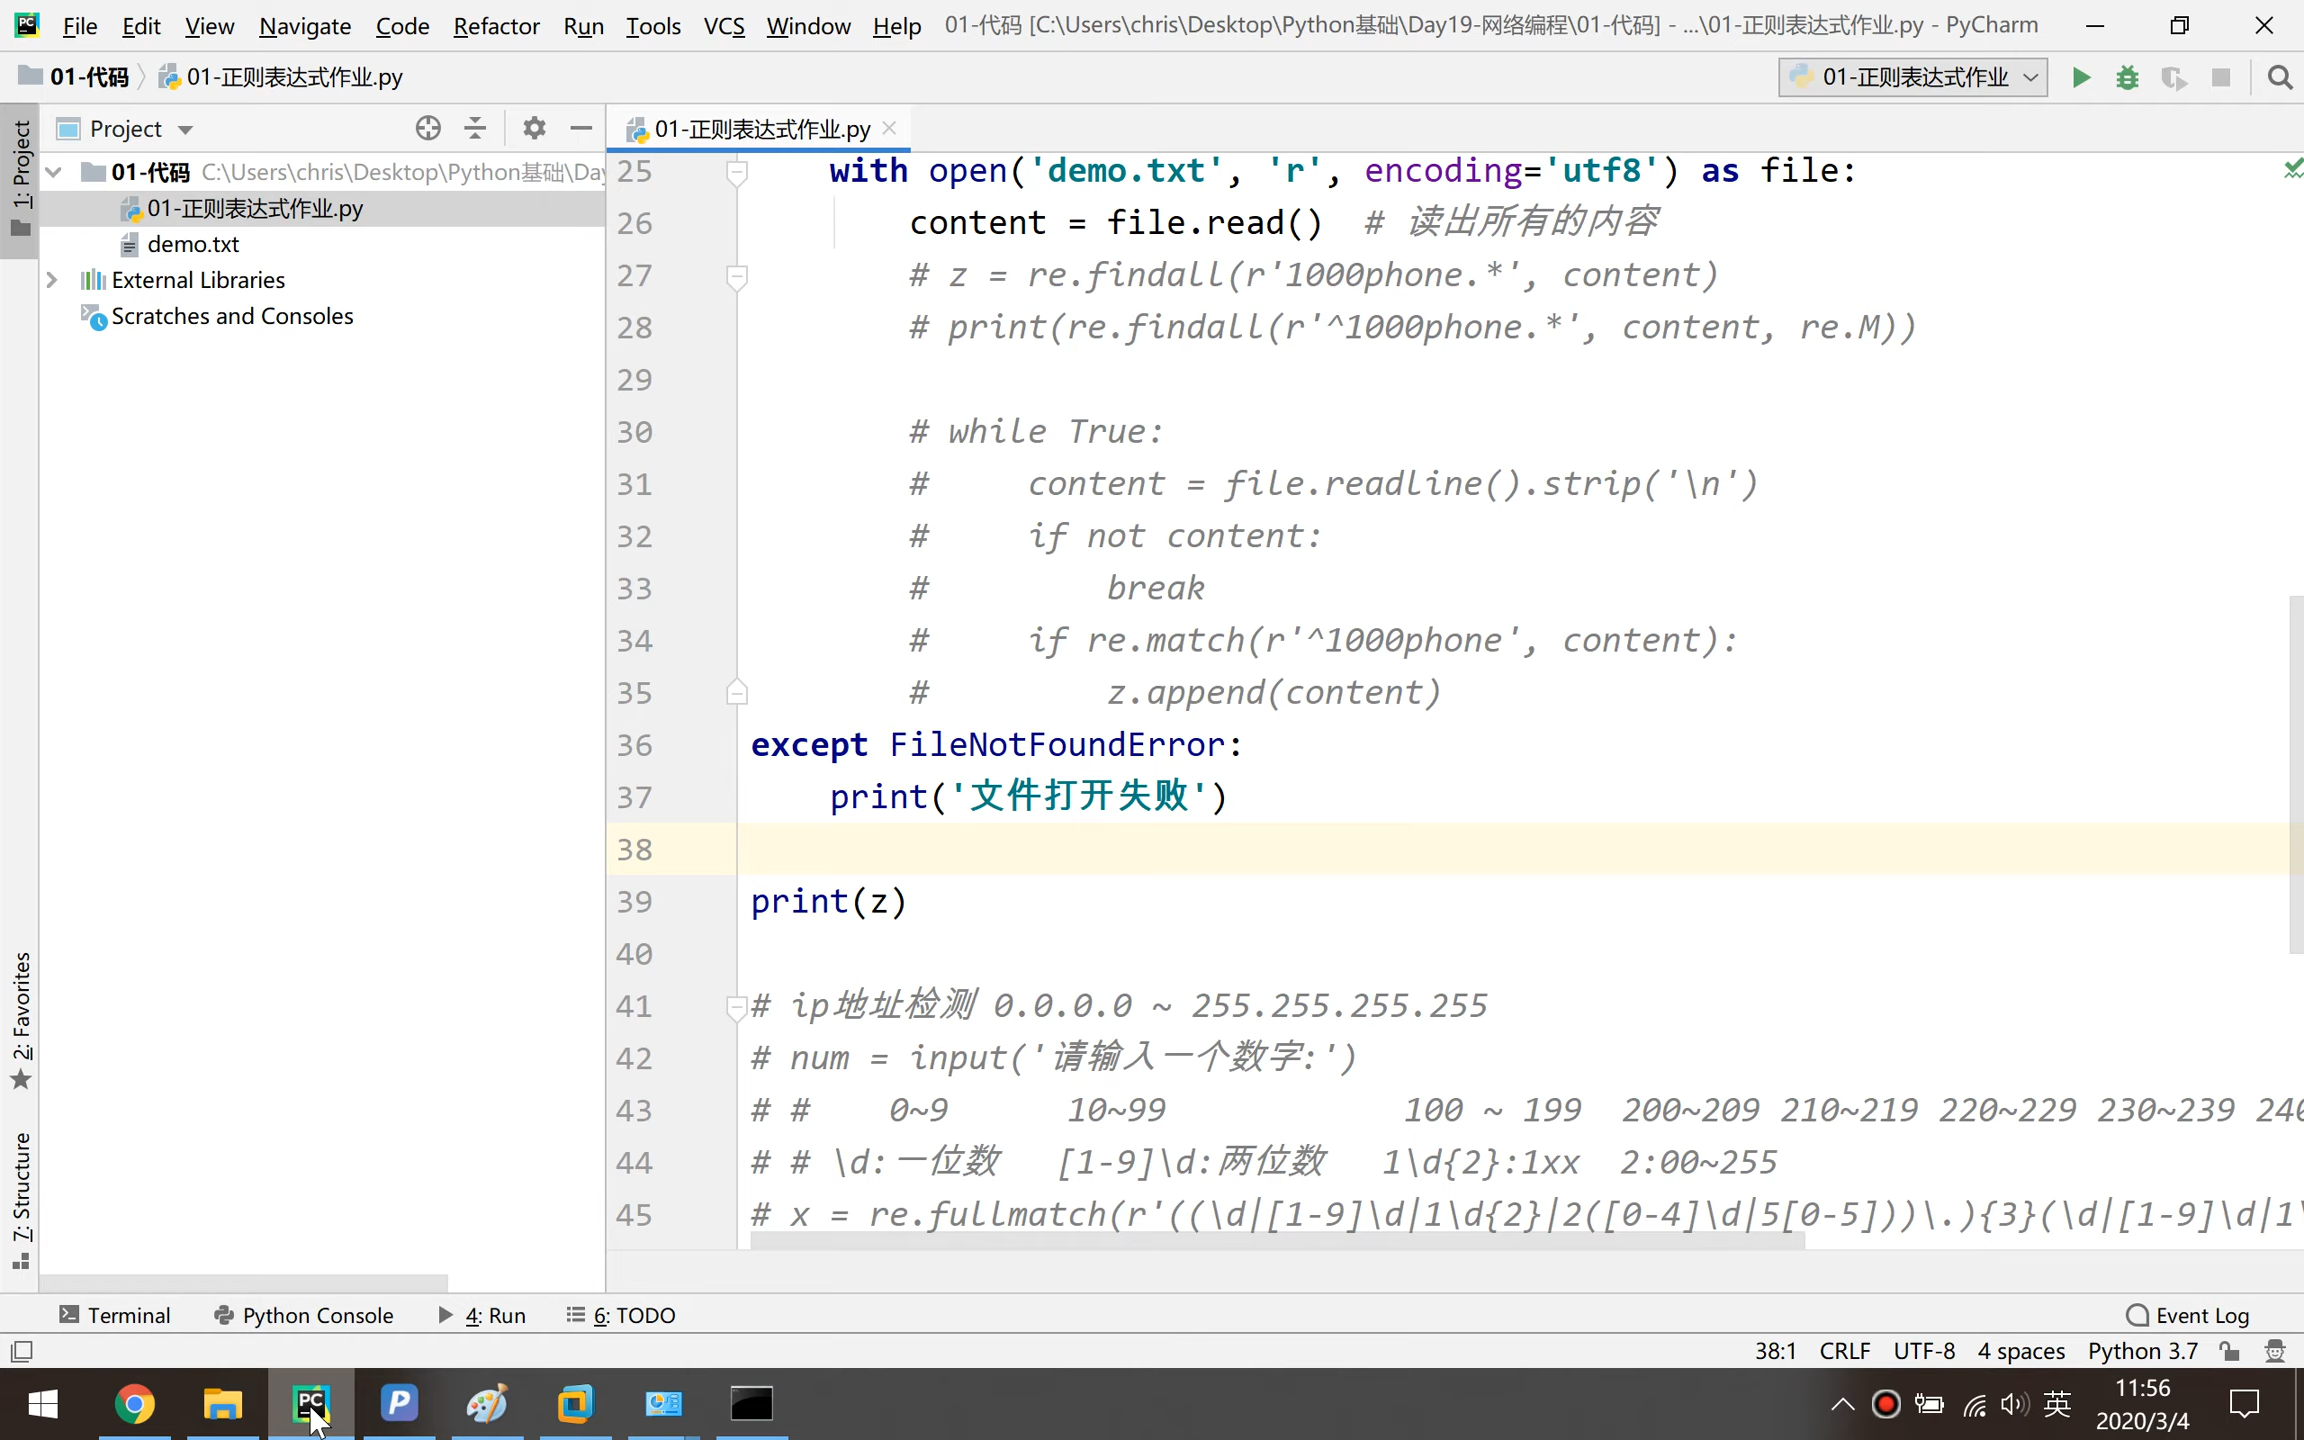 File Edit View Navigate Code Refactor Run Tools VCS Window Help 01-代码 [C:\Users\chris\Desktop\Python基础\Day19-网络编程\01-代码] - ...\01-正则表达式作业.py - PyCharm
01-代码 01-正则表达式作业.py 01-正则表达式作业
1: Project
Project
01-正则表达式作业.py
01-代码 C:\Users\chris\Desktop\Python基础\Da
01-正则表达式作业.py
demo.txt
External Libraries
Scratches and Consoles
25 with open('demo.txt', 'r', encoding='utf8') as file:
26 content = file.read() # 读出所有的内容
27 # z = re.findall(r'1000phone.*', content)
28 # print(re.findall(r'^1000phone.*', content, re.M))
29
30 # while True:
31 # content = file.readline().strip('\n')
32 # if not content:
33 # break
34 # if re.match(r'^1000phone', content):
35 # z.append(content)
36 except FileNotFoundError:
37 print('文件打开失败')
38
39 print(z)
40
41 # ip地址检测 0.0.0.0 ~ 255.255.255.255
42 # num = input('请输入一个数字:')
43 # # 0~9 10~99 100 ~ 199 200~209 210~219 220~229 230~239 240
44 # # \d:一位数 [1-9]\d:两位数 1\d{2}:1xx 2:00~255
45 # x = re.fullmatch(r'((\d|[1-9]\d|1\d{2}|2([0-4]\d|5[0-5]))\.){3}(\d|[1-9]\d|1\
2: Favorites
7: Structure
Terminal Python Console 4: Run 6: TODO Event Log
38:1 CRLF UTF-8 4 spaces Python 3.7
英 11:56
2020/3/4